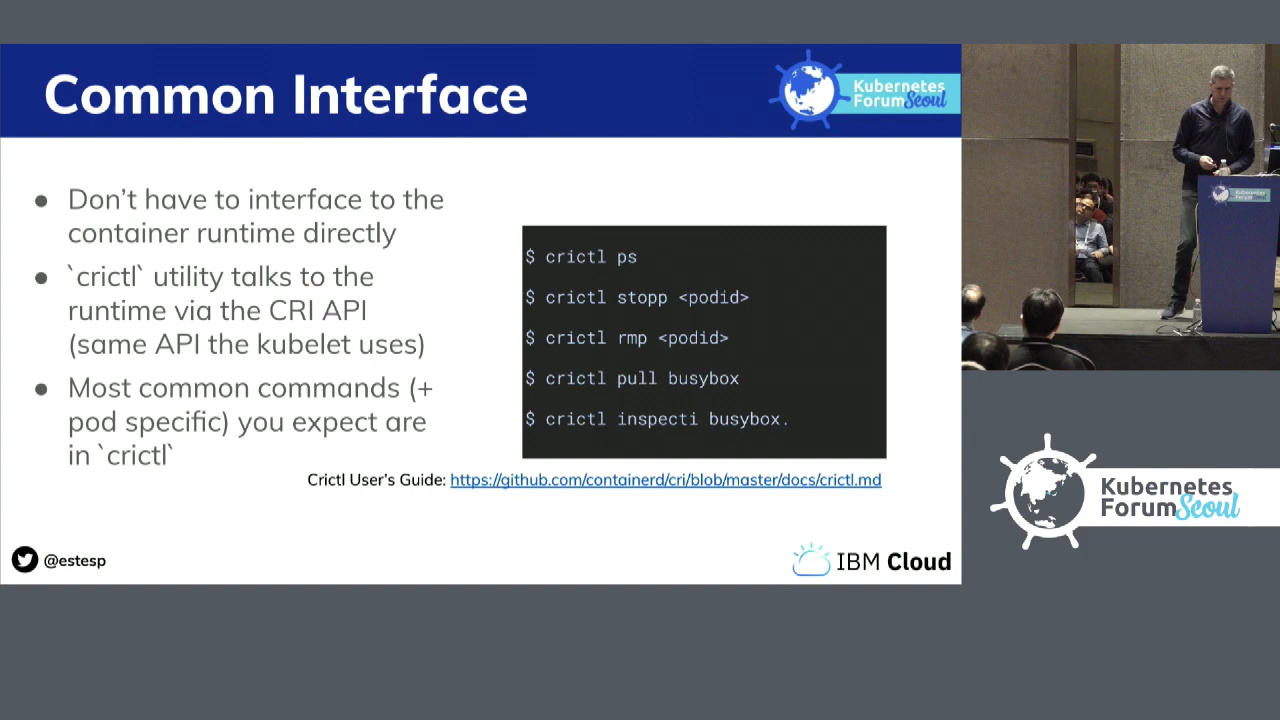 Common Interface
Kubernetes
Forum Seoul
● Don’t have to interface to the
container runtime directly
● `crictl` utility talks to the
runtime via the CRI API
(same API the kubelet uses)
● Most common commands (+
pod specific) you expect are
in `crictl`
$ crictl ps
$ crictl stopp <podid>
$ crictl rmp <podid>
$ crictl pull busybox
$ crictl inspecti busybox.
Crictl User’s Guide: https://github.com/containerd/cri/blob/master/docs/crictl.md
@estesp
IBM Cloud
Kubernetes
Forum Seoul
Kubernetes
Forum Seoul